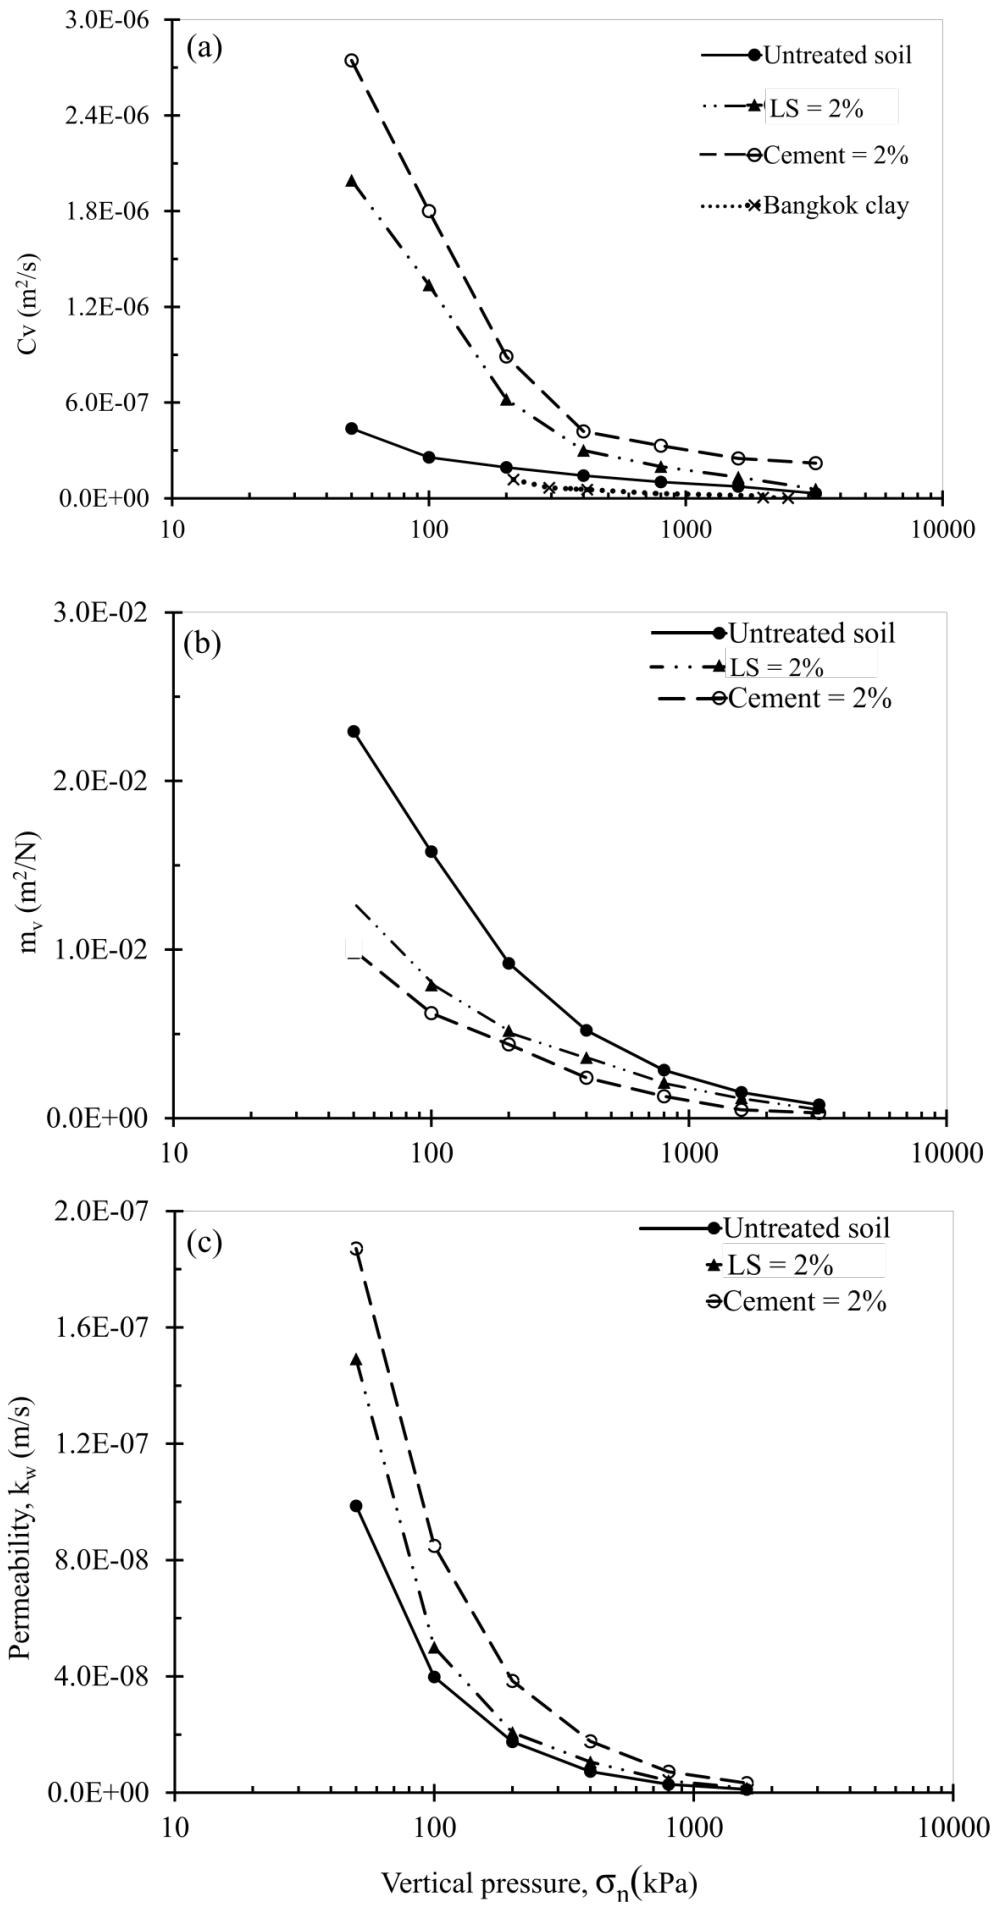 3.0E-06
(a)
Untreated soil
2.4E-06
LS = 2%
Cement = 2%
1.8E-06
Bangkok clay
Cv (m²/s)
1.2E-06
6.0E-07
0.0E+00
10 100 1000 10000
3.0E-02
(b)
Untreated soil
LS = 2%
Cement = 2%
2.0E-02
mᵥ (m²/N)
1.0E-02
0.0E+00
10 100 1000 10000
2.0E-07
(c)
Untreated soil
LS = 2%
Cement = 2%
1.6E-07
1.2E-07
Permeability, k_w (m/s)
8.0E-08
4.0E-08
0.0E+00
10 100 1000 10000
Vertical pressure, σₙ(kPa)